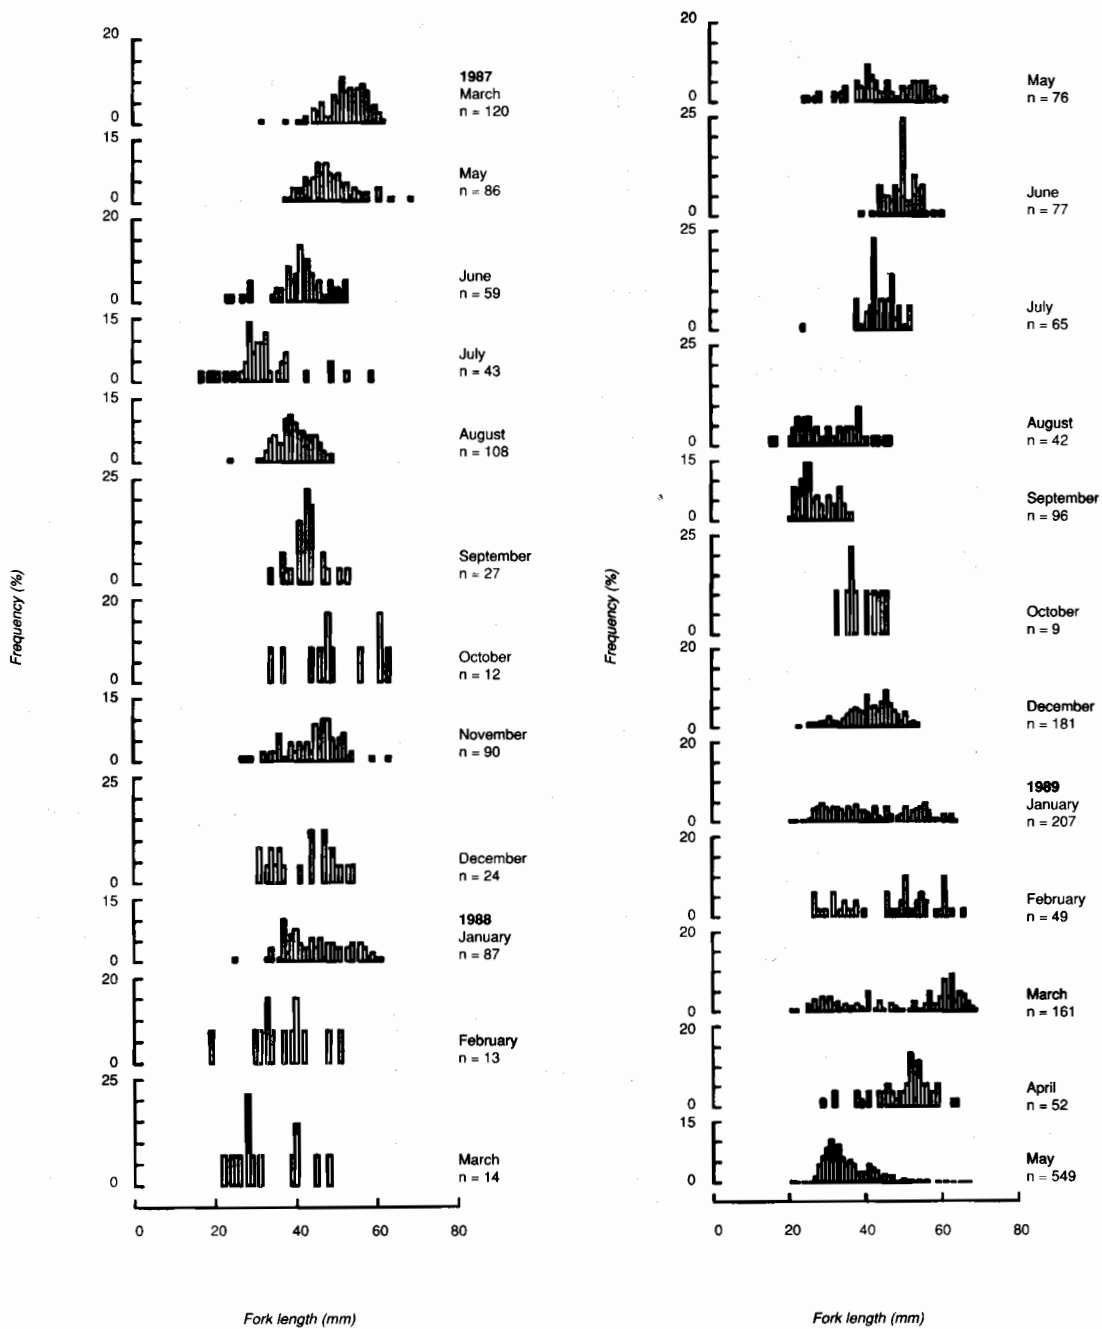 20
0
1987
March
n = 120
15
0
May
n = 86
20
0
June
n = 59
15
0
July
n = 43
15
0
August
n = 108
25
0
September
n = 27
20
0
October
n = 12
15
0
November
n = 90
25
0
December
n = 24
15
0
1988
January
n = 87
20
0
February
n = 13
25
0
March
n = 14
0 20 40 60 80
Frequency (%)
Fork length (mm)
20
0
May
n = 76
25
0
June
n = 77
25
0
July
n = 65
25
0
August
n = 42
15
0
September
n = 96
25
0
October
n = 9
20
0
December
n = 181
20
0
1989
January
n = 207
20
0
February
n = 49
20
0
March
n = 161
20
0
April
n = 52
15
0
May
n = 549
0 20 40 60 80
Frequency (%)
Fork length (mm)